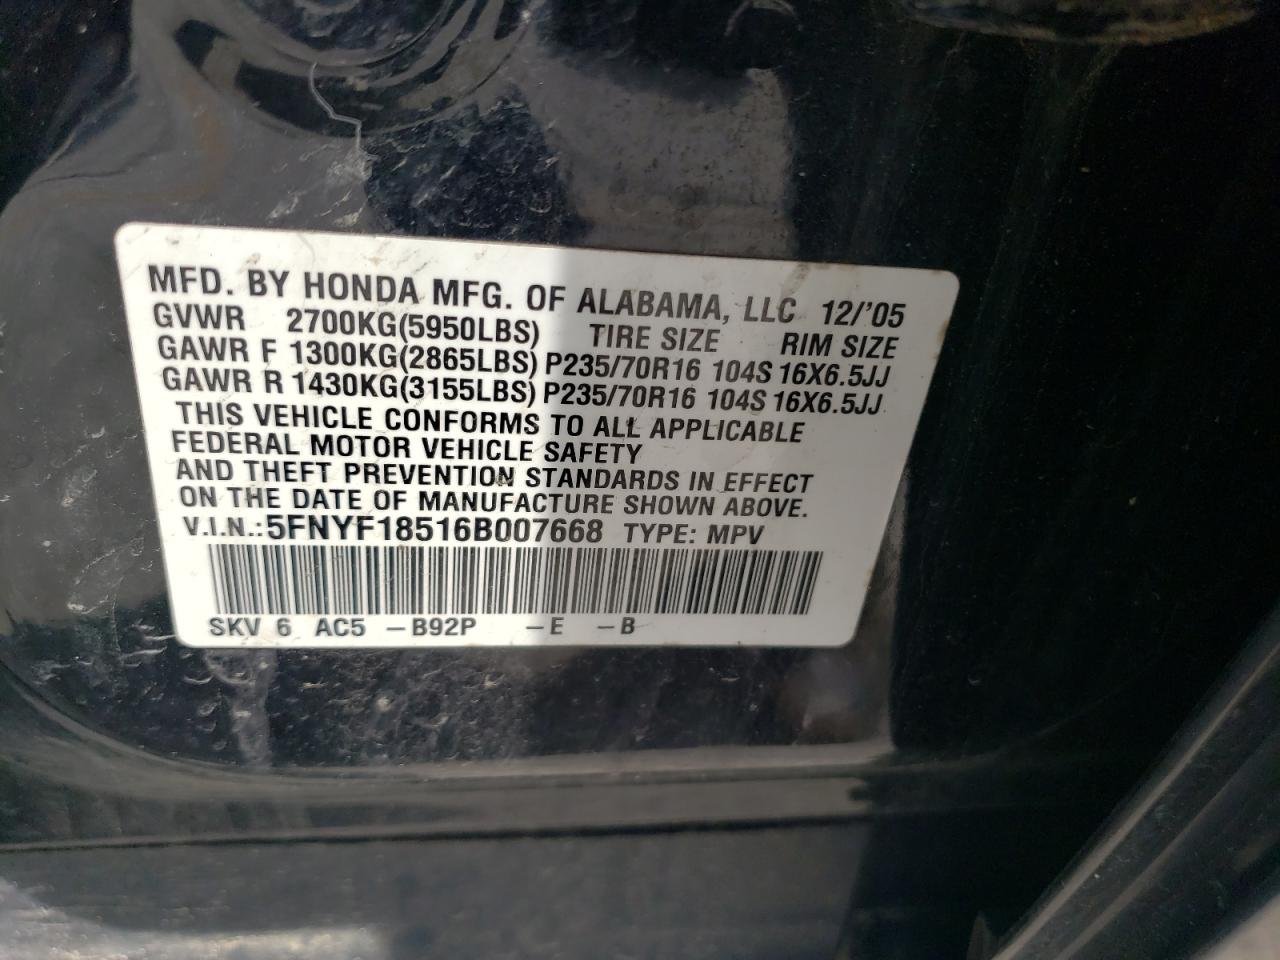 MFD. BY HONDA MFG. OF ALABAMA, LLC 12/'05
GVWR 2700KG(5950LBS) TIRE SIZE RIM SIZE
GAWR F 1300KG(2865LBS) P235/70R16 104S 16X6.5JJ
GAWR R 1430KG(3155LBS) P235/70R16 104S 16X6.5JJ
THIS VEHICLE CONFORMS TO ALL APPLICABLE
FEDERAL MOTOR VEHICLE SAFETY
AND THEFT PREVENTION STANDARDS IN EFFECT
ON THE DATE OF MANUFACTURE SHOWN ABOVE.
V.I.N.:5FNYF18516B007668 TYPE: MPV
SKV 6 AC5 -B92P -E -B